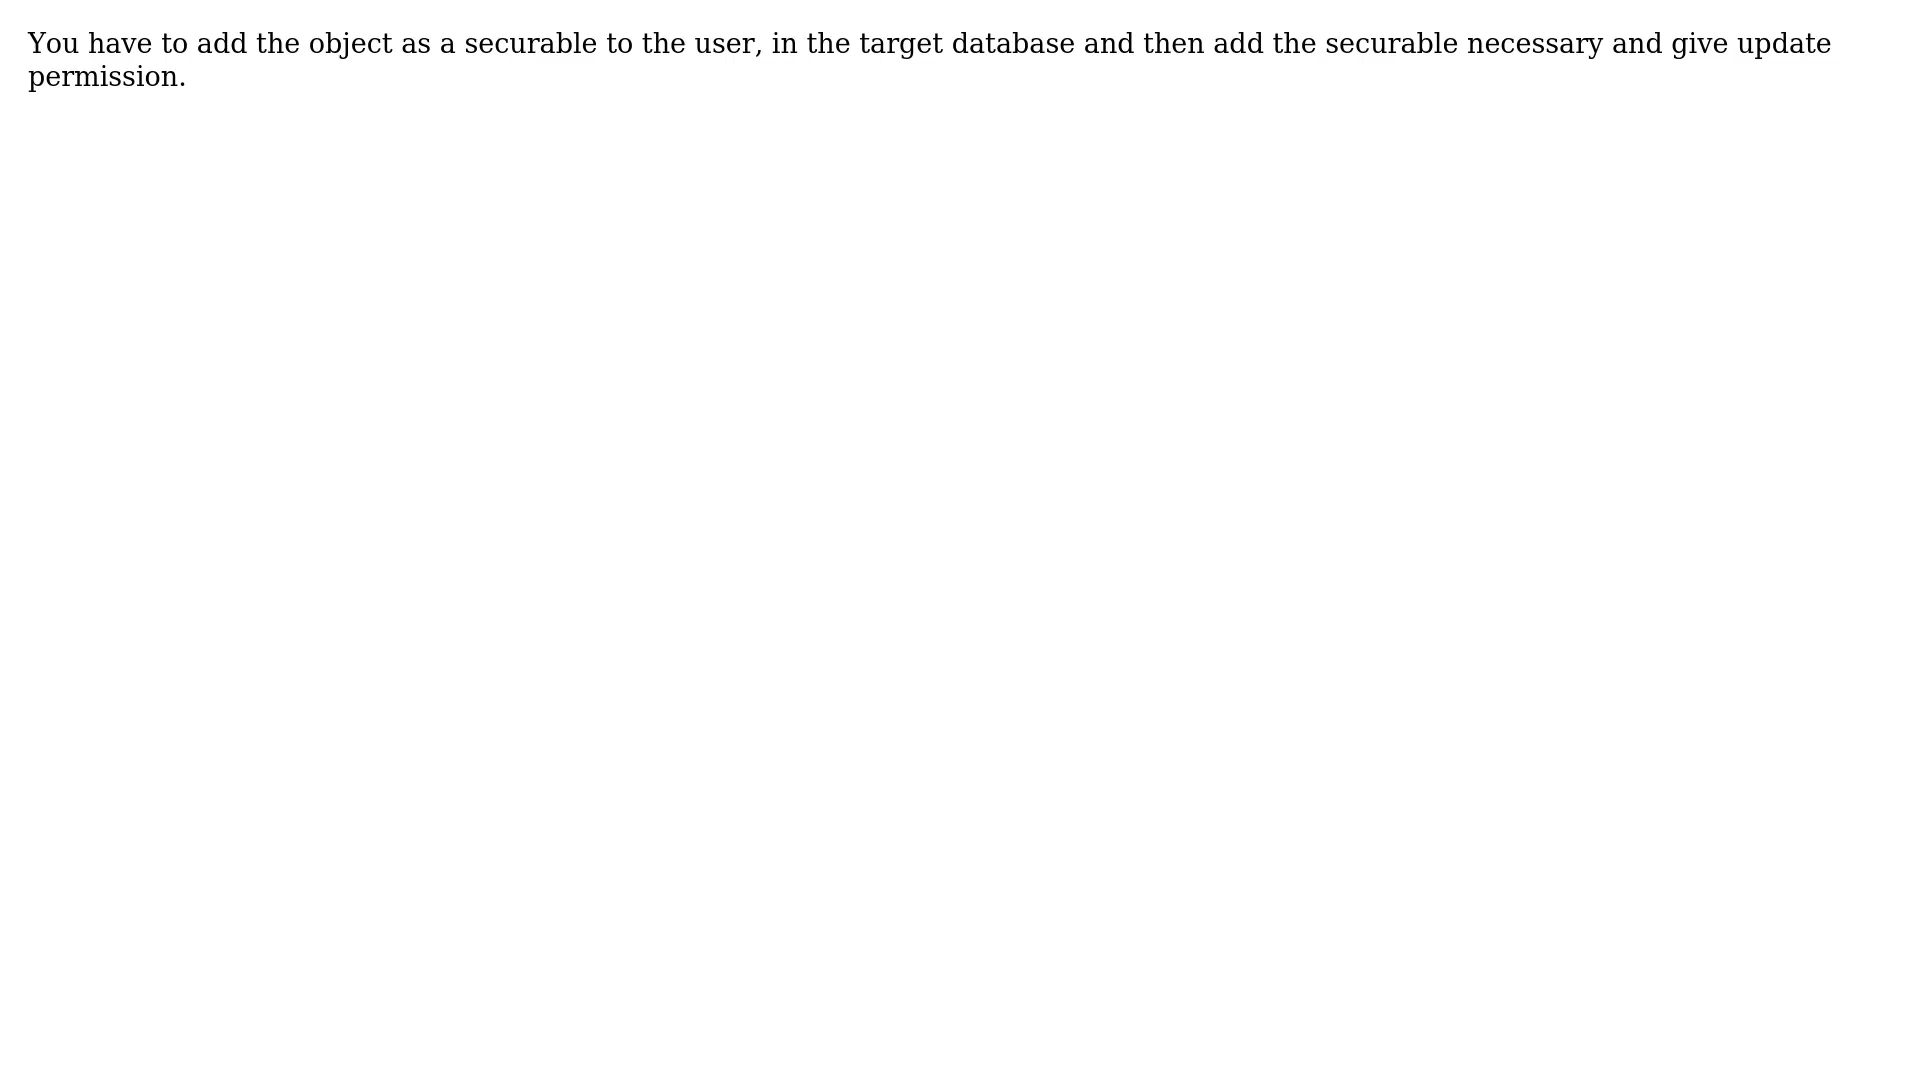 You have to add the object as a securable to the user, in the target database and then add the securable necessary and give update
permission.